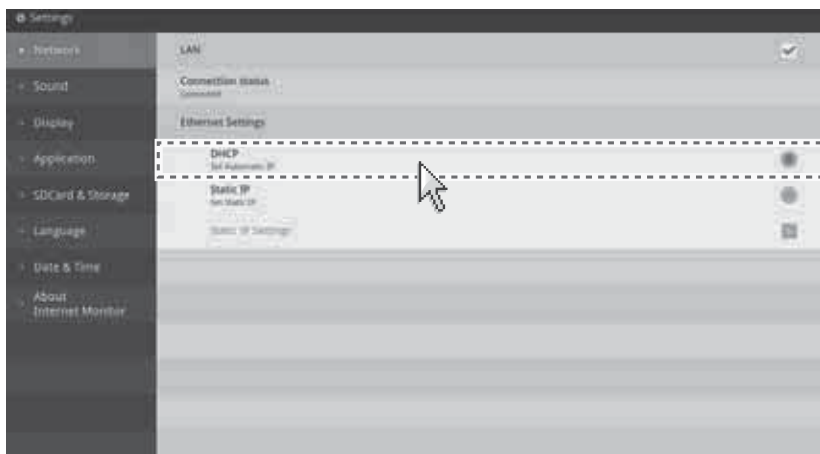 Settings
Network
Sound
Display
Application
SDCard & Storage
Language
Date & Time
About
Internet Monitor
LAN
Connection status
Connected
Ethernet Settings
DHCP
Set Automatic IP
Static IP
Set Static IP
Static IP Settings